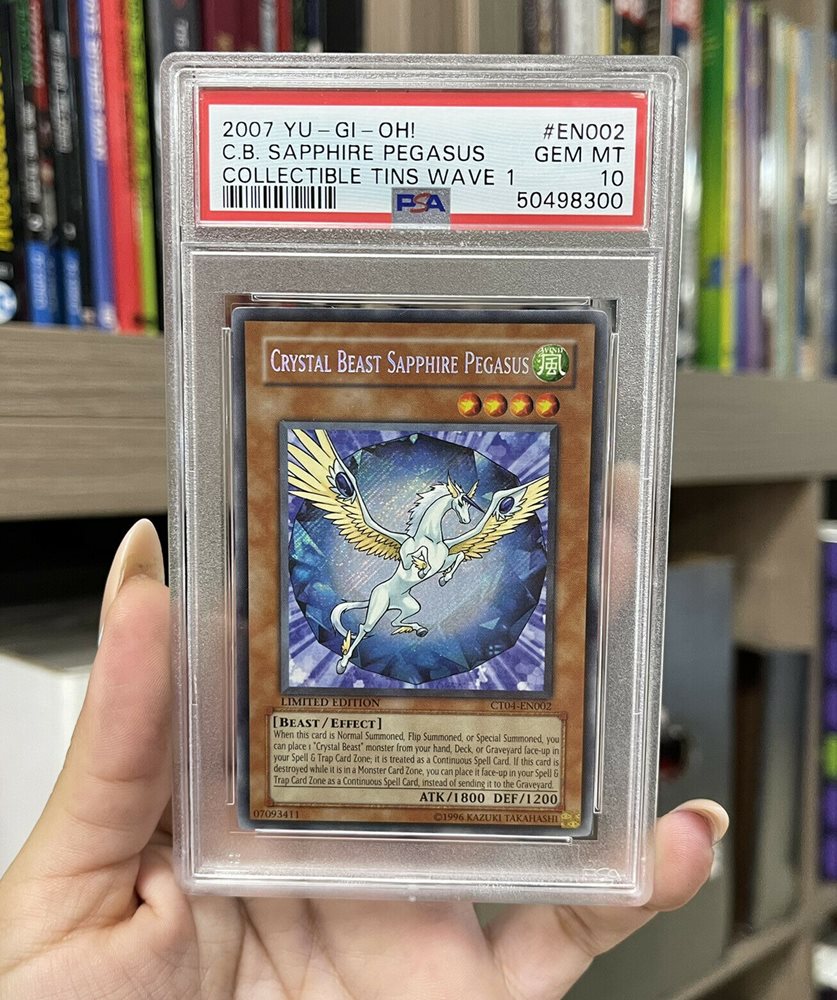 2007 YU-GI-OH! #EN002
C.B. SAPPHIRE PEGASUS GEM MT
COLLECTIBLE TINS WAVE 1 10
PSA 50498300
CRYSTAL BEAST SAPPHIRE PEGASUS
WIND
風
LIMITED EDITION CT04-EN002
[BEAST / EFFECT]
When this card is Normal Summoned, Flip Summoned, or Special Summoned, you
can place 1 "Crystal Beast" monster from your hand, Deck, or Graveyard face-up in
your Spell & Trap Card Zone; it is treated as a Continuous Spell Card. If this card is
destroyed while it is in a Monster Card Zone, you can place it face-up in your Spell &
Trap Card Zone as a Continuous Spell Card, instead of sending it to the Graveyard.
ATK/1800 DEF/1200
07093411 ©1996 KAZUKI TAKAHASHI
PSA